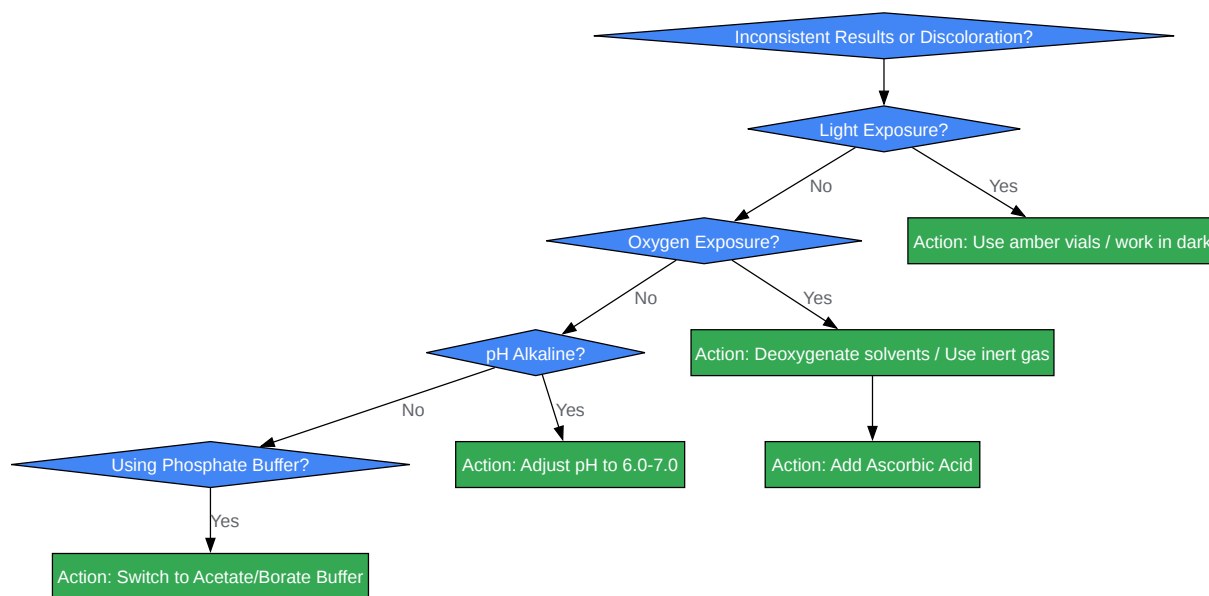 Inconsistent Results or Discoloration?
Light Exposure?
No
Yes
Oxygen Exposure?
Action: Use amber vials / work in dark
No
Yes
pH Alkaline?
Action: Deoxygenate solvents / Use inert gas
No
Yes
Using Phosphate Buffer?
Action: Adjust pH to 6.0-7.0
Action: Add Ascorbic Acid
Yes
Action: Switch to Acetate/Borate Buffer